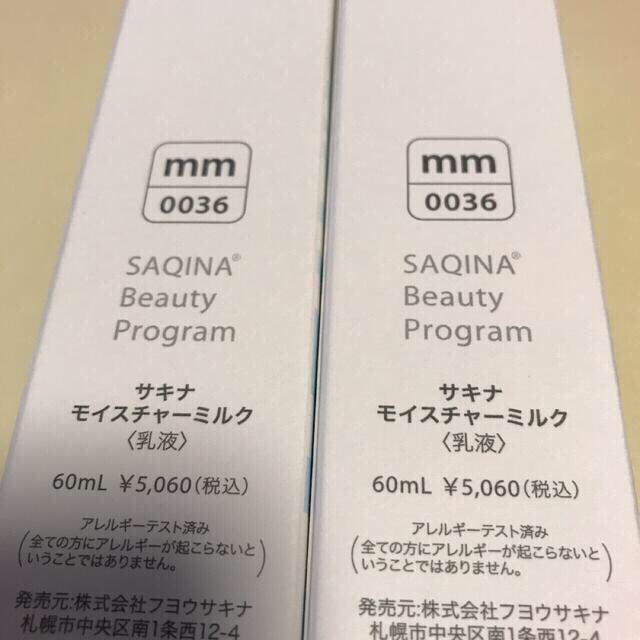 mm
0036
SAQINA®
Beauty
Program
サキナ
モイスチャーミルク
〈乳液〉
60mL ￥5,060(税込)
アレルギーテスト済み
(全ての方にアレルギーが起こらないと
いうことではありません。)
発売元:株式会社フヨウサキナ
札幌市中央区南1条西12-4
mm
0036
SAQINA®
Beauty
Program
サキナ
モイスチャーミルク
〈乳液〉
60mL ￥5,060(税込)
アレルギーテスト済み
(全ての方にアレルギーが起こらないと
いうことではありません。)
発売元:株式会社フヨウサキナ
札幌市中央区南1条西12-4